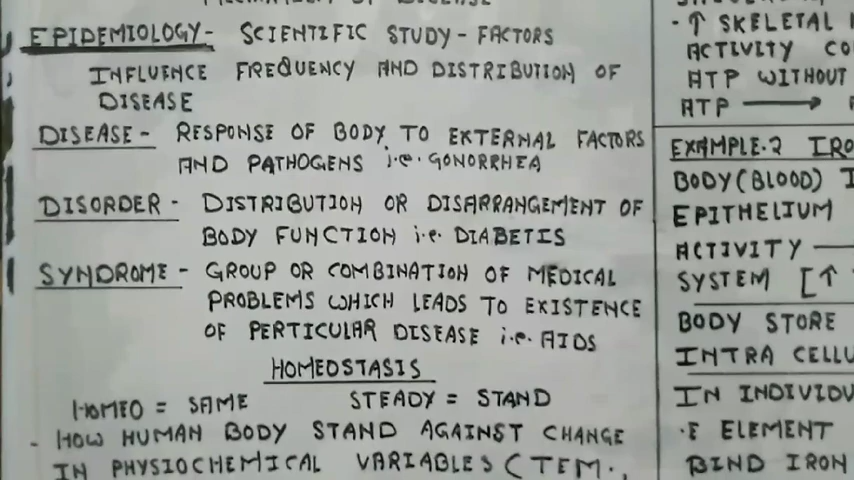 EPIDEMIOLOGY- SCIENTIFIC STUDY - FACTORS
INFLUENCE FREQUENCY AND DISTRIBUTION OF
DISEASE
DISEASE - RESPONSE OF BODY TO EXTERNAL FACTORS
AND PATHOGENS i.e. GONORRHEA
DISORDER - DISTRIBUTION OR DISARRANGEMENT OF
BODY FUNCTION i.e. DIABETIS
SYNDROME - GROUP OR COMBINATION OF MEDICAL
PROBLEMS WHICH LEADS TO EXISTENCE
OF PERTICULAR DISEASE i.e. AIDS
HOMEOSTASIS
HOMEO = SAME STEADY = STAND
- HOW HUMAN BODY STAND AGAINST CHANGE
IN PHYSIOCHEMICAL VARIABLES (TEM.,
- ↑ SKELETAL
ACTIVITY CO
ATP WITHOUT
ATP →
EXAMPLE.2 IRO
BODY (BLOOD) I
EPITHELIUM
ACTIVITY —
SYSTEM [↑
BODY STORE
INTRA CELLU
IN INDIVIDU
.E ELEMENT
BIND IRON